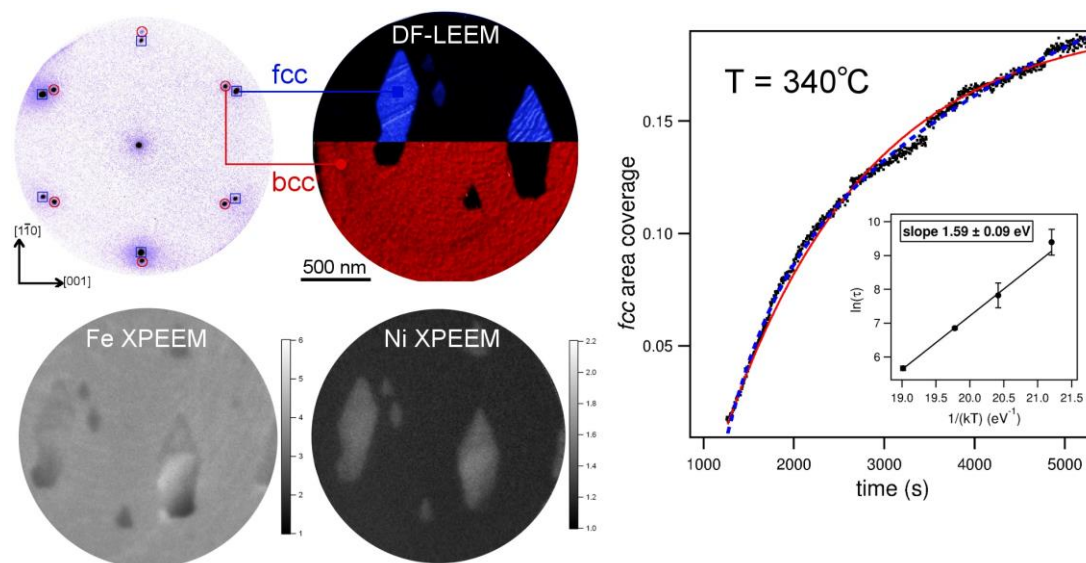 DF-LEEM
fcc
bcc
[11̄0]
[001]
500 nm
Fe XPEEM
6
5
4
3
2
1
Ni XPEEM
2.2
2.0
1.8
1.6
1.4
1.2
1.0
T = 340°C
fcc area coverage
0.15
0.10
0.05
1000
2000
3000
4000
5000
time (s)
slope 1.59 ± 0.09 eV
ln(τ)
10
9
8
7
6
5
19.0
19.5
20.0
20.5
21.0
21.5
1/(kT) (eV⁻¹)